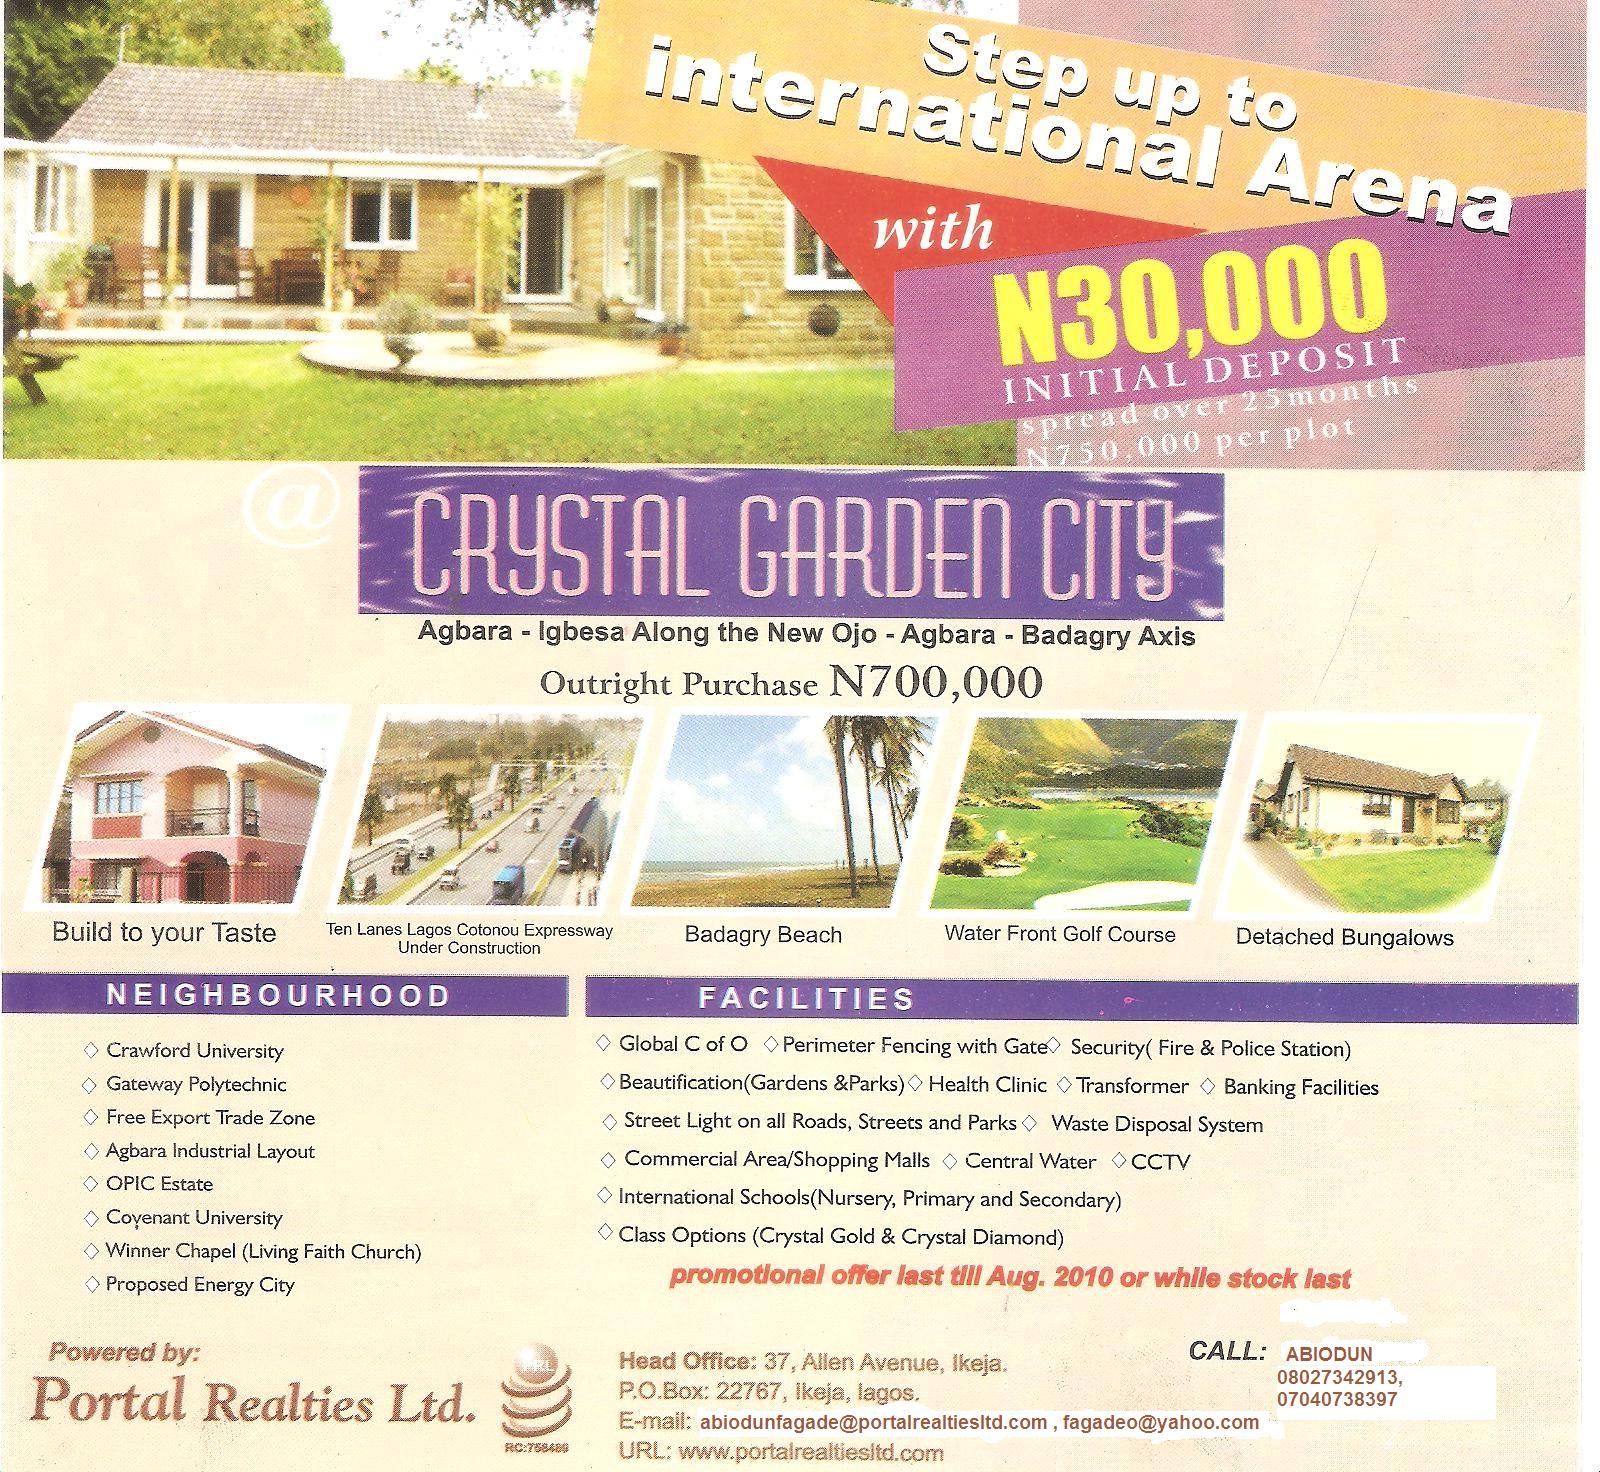 Step up to
international Arena
with
N30,000
INITIAL DEPOSIT
spread over 25months
N750,000 per plot
@ CRYSTAL GARDEN CITY
Agbara - Igbesa Along the New Ojo - Agbara - Badagry Axis
Outright Purchase N700,000
Build to your Taste
Ten Lanes Lagos Cotonou Expressway
Under Construction
Badagry Beach
Water Front Golf Course
Detached Bungalows
NEIGHBOURHOOD
Crawford University
Gateway Polytechnic
Free Export Trade Zone
Agbara Industrial Layout
OPIC Estate
Covenant University
Winner Chapel (Living Faith Church)
Proposed Energy City
FACILITIES
Global C of O Perimeter Fencing with Gate Security( Fire & Police Station)
Beautification(Gardens &Parks) Health Clinic Transformer Banking Facilities
Street Light on all Roads, Streets and Parks Waste Disposal System
Commercial Area/Shopping Malls Central Water CCTV
International Schools(Nursery, Primary and Secondary)
Class Options (Crystal Gold & Crystal Diamond)
promotional offer last till Aug. 2010 or while stock last
Powered by:
Portal Realties Ltd.
PRL
RC:758489
Head Office: 37, Allen Avenue, Ikeja.
P.O.Box: 22767, Ikeja, lagos.
E-mail: abiodunfagade@portalrealtiesltd.com , fagadeo@yahoo.com
URL: www.portalrealtiesltd.com
CALL: ABIODUN
08027342913,
07040738397